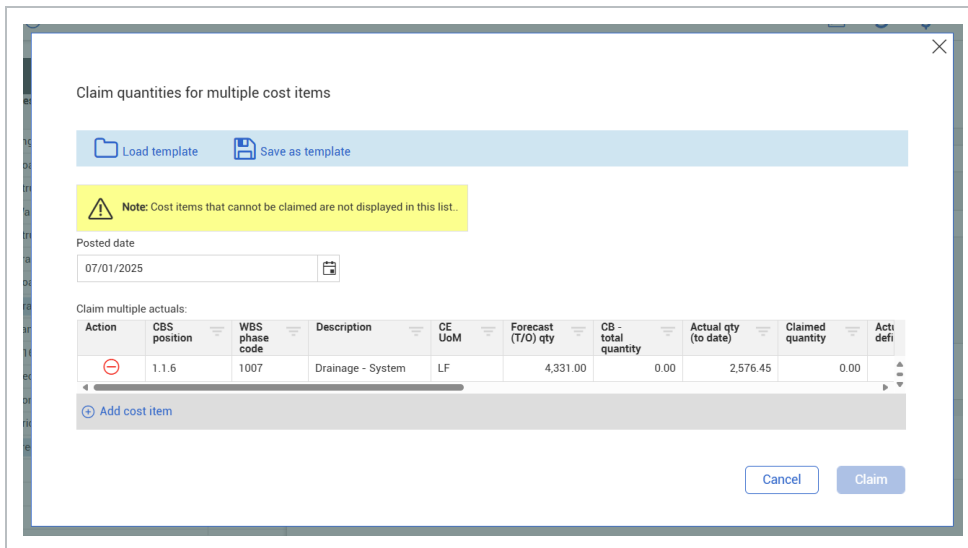 Claim quantities for multiple cost items
Load template
Save as template
Note: Cost items that cannot be claimed are not displayed in this list..
Posted date
07/01/2025
Claim multiple actuals:
Action CBS position WBS phase code Description CE UoM Forecast (T/O) qty CB - total quantity Actual qty (to date) Claimed quantity
1.1.6 1007 Drainage - System LF 4,331.00 0.00 2,576.45 0.00
Add cost item
Cancel Claim